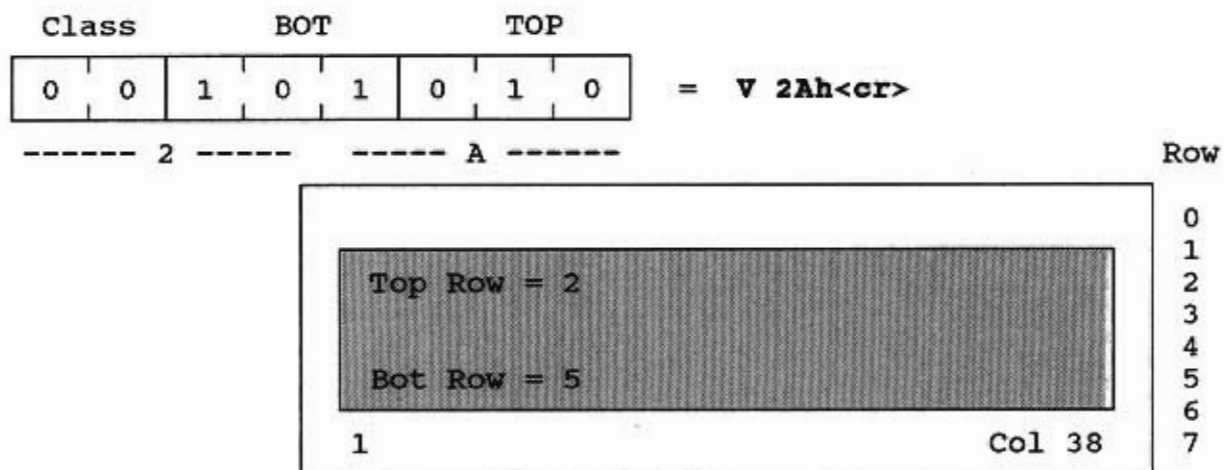 Class BOT TOP
0 0 1 0 1 0 1 0 = V 2Ah<cr>
------ 2 ----- ----- A ------
Row
0
1
Top Row = 2 2
3
4
Bot Row = 5 5
6
1 Col 38 7